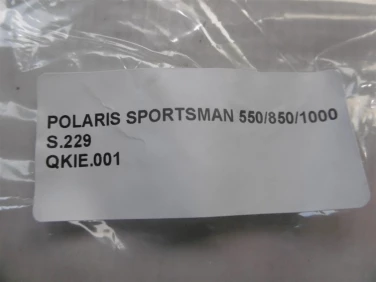 POLARIS SPORTSMAN 550/850/1000
S.229
QKIE.001